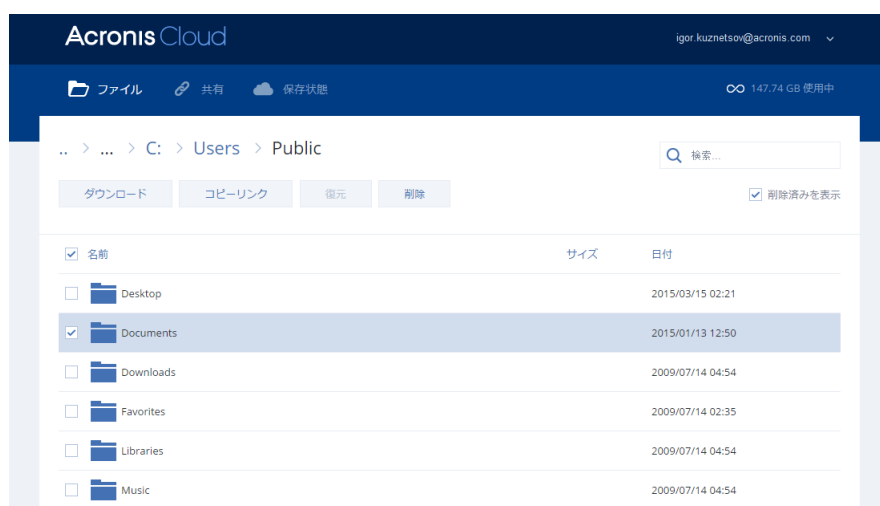 Acronis Cloud
igor.kuznetsov@acronis.com
ファイル 共有 保存状態 147.74 GB 使用中
.. > ... > C: > Users > Public
検索...
ダウンロード コピーリンク 復元 削除 削除済みを表示
名前 サイズ 日付
Desktop 2015/03/15 02:21
Documents 2015/01/13 12:50
Downloads 2009/07/14 04:54
Favorites 2009/07/14 02:35
Libraries 2009/07/14 04:54
Music 2009/07/14 04:54